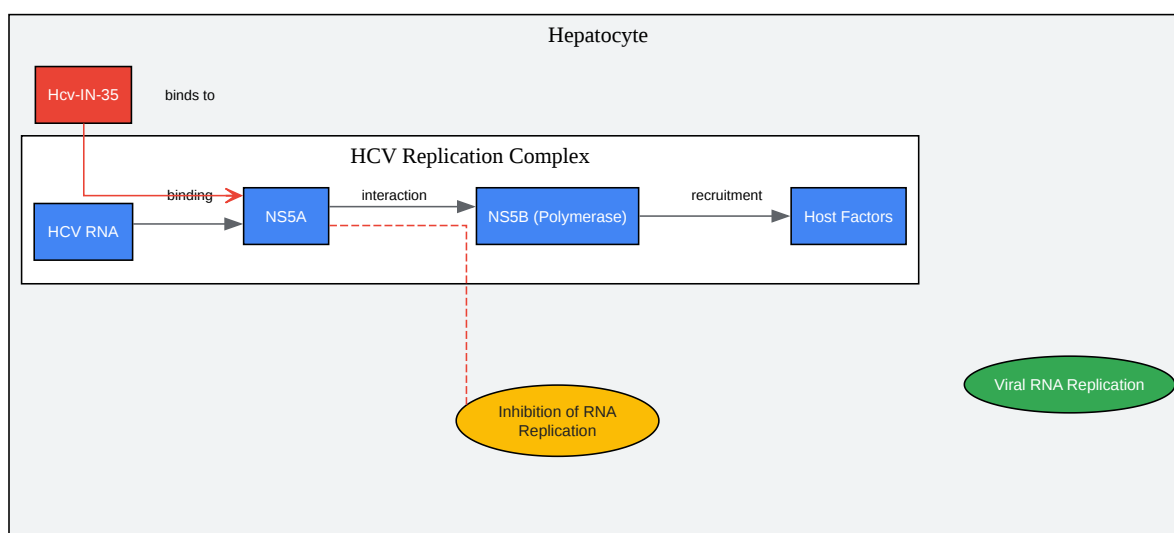 Hepatocyte
Hcv-IN-35
binds to
HCV Replication Complex
binding
interaction
recruitment
HCV RNA
NS5A
NS5B (Polymerase)
Host Factors
Viral RNA Replication
Inhibition of RNA
Replication